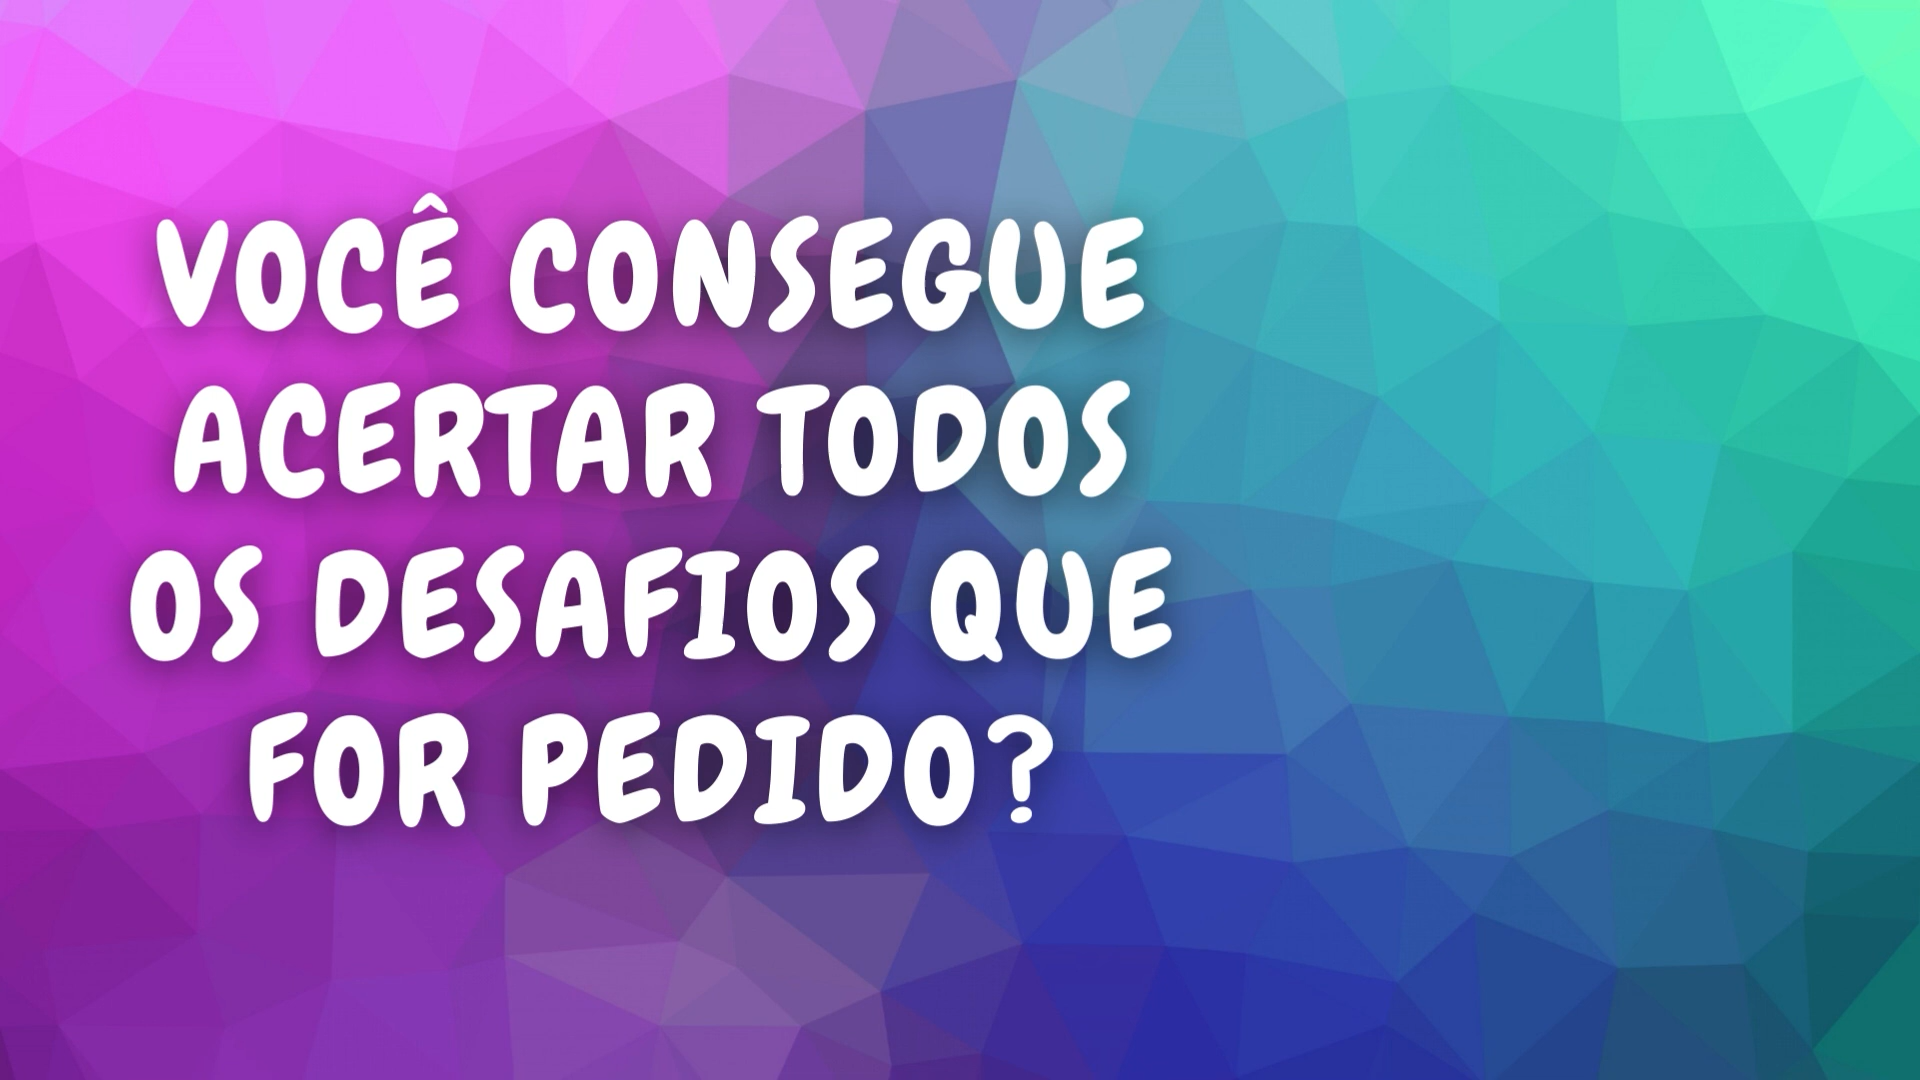 VOCÊ CONSEGUE
ACERTAR TODOS
OS DESAFIOS QUE
FOR PEDIDO?